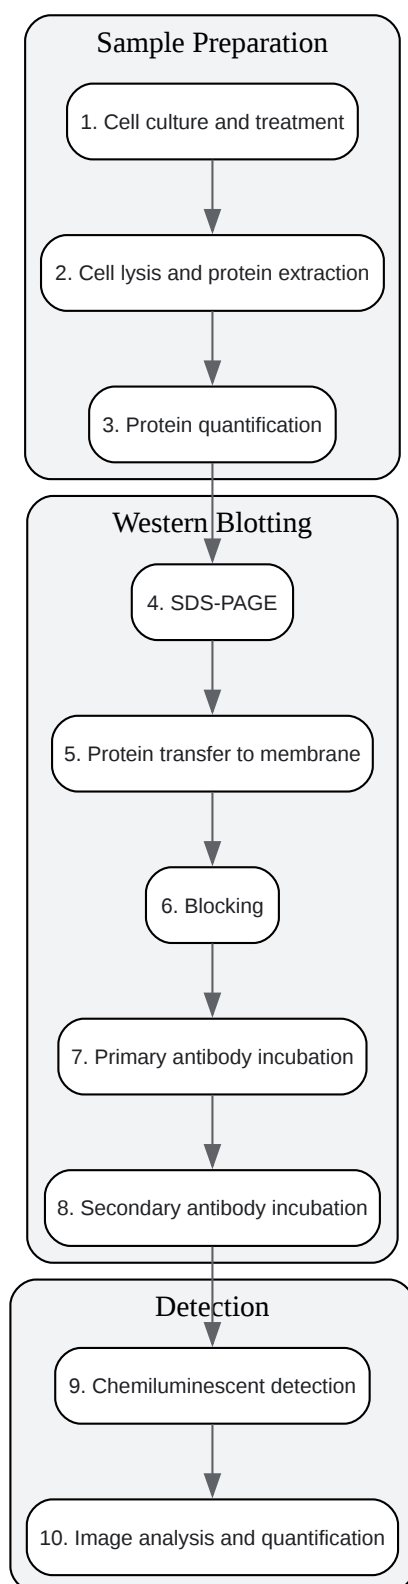 Sample Preparation
1. Cell culture and treatment
2. Cell lysis and protein extraction
3. Protein quantification
Western Blotting
4. SDS-PAGE
5. Protein transfer to membrane
6. Blocking
7. Primary antibody incubation
8. Secondary antibody incubation
Detection
9. Chemiluminescent detection
10. Image analysis and quantification